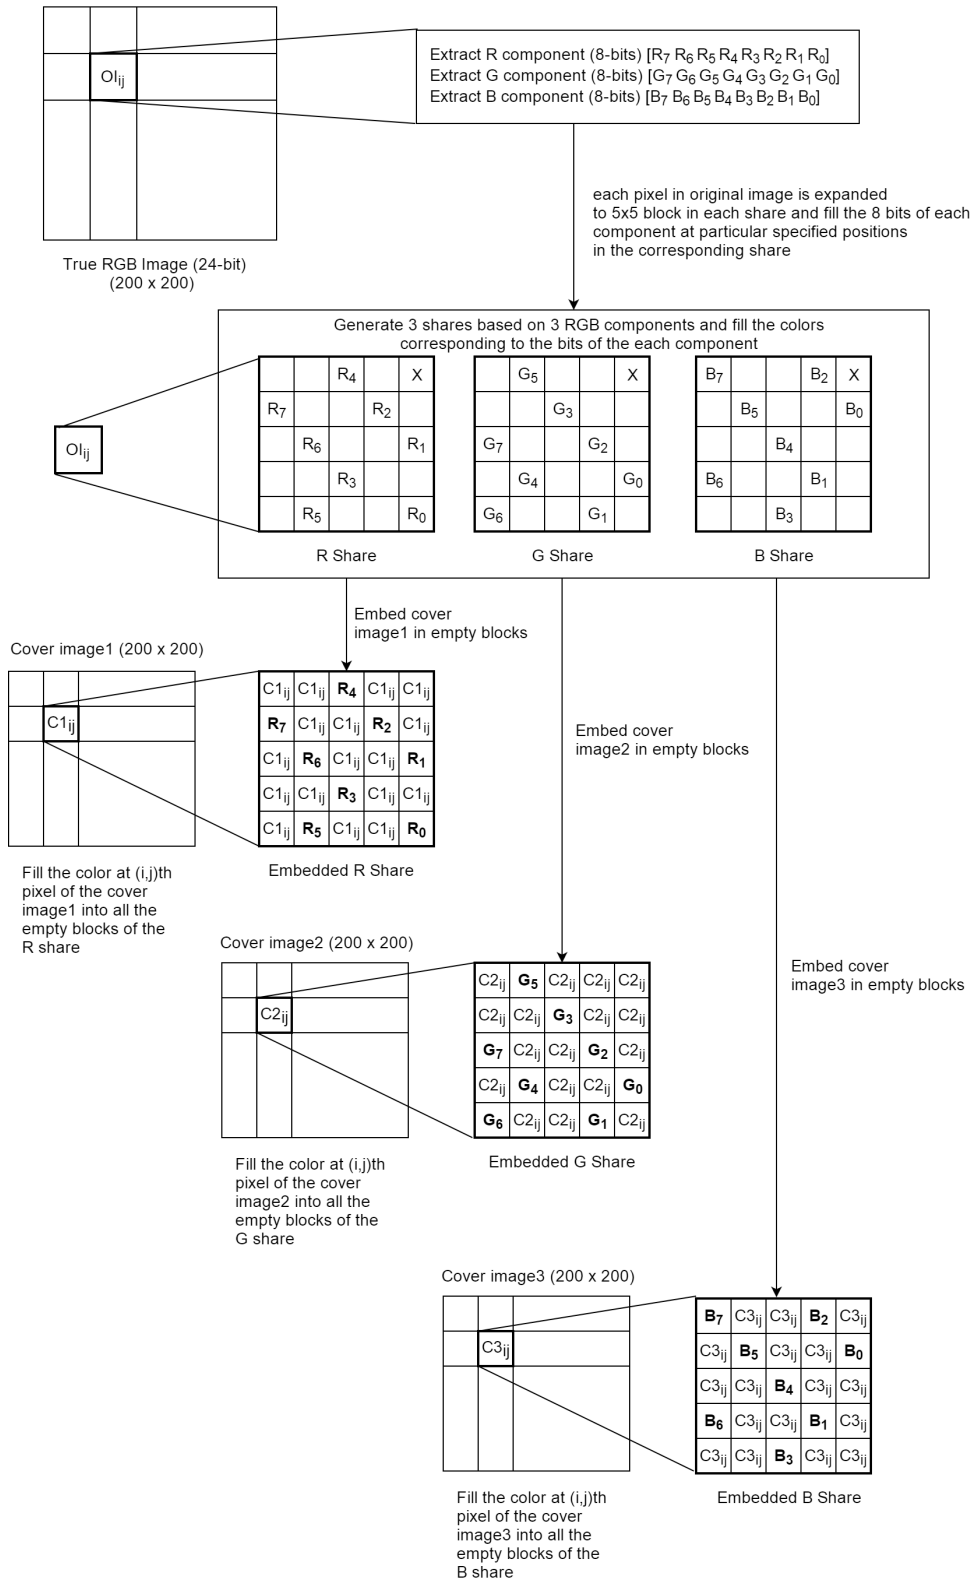 OIij
Extract R component (8-bits) [R7 R6 R5 R4 R3 R2 R1 R0]
Extract G component (8-bits) [G7 G6 G5 G4 G3 G2 G1 G0]
Extract B component (8-bits) [B7 B6 B5 B4 B3 B2 B1 B0]
True RGB Image (24-bit)
(200 x 200)
each pixel in original image is expanded
to 5x5 block in each share and fill the 8 bits of each
component at particular specified positions
in the corresponding share
Generate 3 shares based on 3 RGB components and fill the colors
corresponding to the bits of the each component
OIij
R4 X
R7 R2
R6 R1
R3
R5 R0
R Share
G5 X
G3
G7 G2
G4 G0
G6 G1
G Share
B7 B2 X
B5 B0
B4
B6 B1
B3
B Share
Embed cover
image1 in empty blocks
Cover image1 (200 x 200)
C1ij
C1ij C1ij R4 C1ij C1ij
R7 C1ij C1ij R2 C1ij
C1ij R6 C1ij C1ij R1
C1ij C1ij R3 C1ij C1ij
C1ij R5 C1ij C1ij R0
Embedded R Share
Fill the color at (i,j)th
pixel of the cover
image1 into all the
empty blocks of the
R share
Embed cover
image2 in empty blocks
Cover image2 (200 x 200)
C2ij
C2ij G5 C2ij C2ij C2ij
C2ij C2ij G3 C2ij C2ij
G7 C2ij C2ij G2 C2ij
C2ij G4 C2ij C2ij G0
G6 C2ij C2ij G1 C2ij
Embedded G Share
Fill the color at (i,j)th
pixel of the cover
image2 into all the
empty blocks of the
G share
Embed cover
image3 in empty blocks
Cover image3 (200 x 200)
C3ij
B7 C3ij C3ij B2 C3ij
C3ij B5 C3ij C3ij B0
C3ij C3ij B4 C3ij C3ij
B6 C3ij C3ij B1 C3ij
C3ij C3ij B3 C3ij C3ij
Embedded B Share
Fill the color at (i,j)th
pixel of the cover
image3 into all the
empty blocks of the
B share